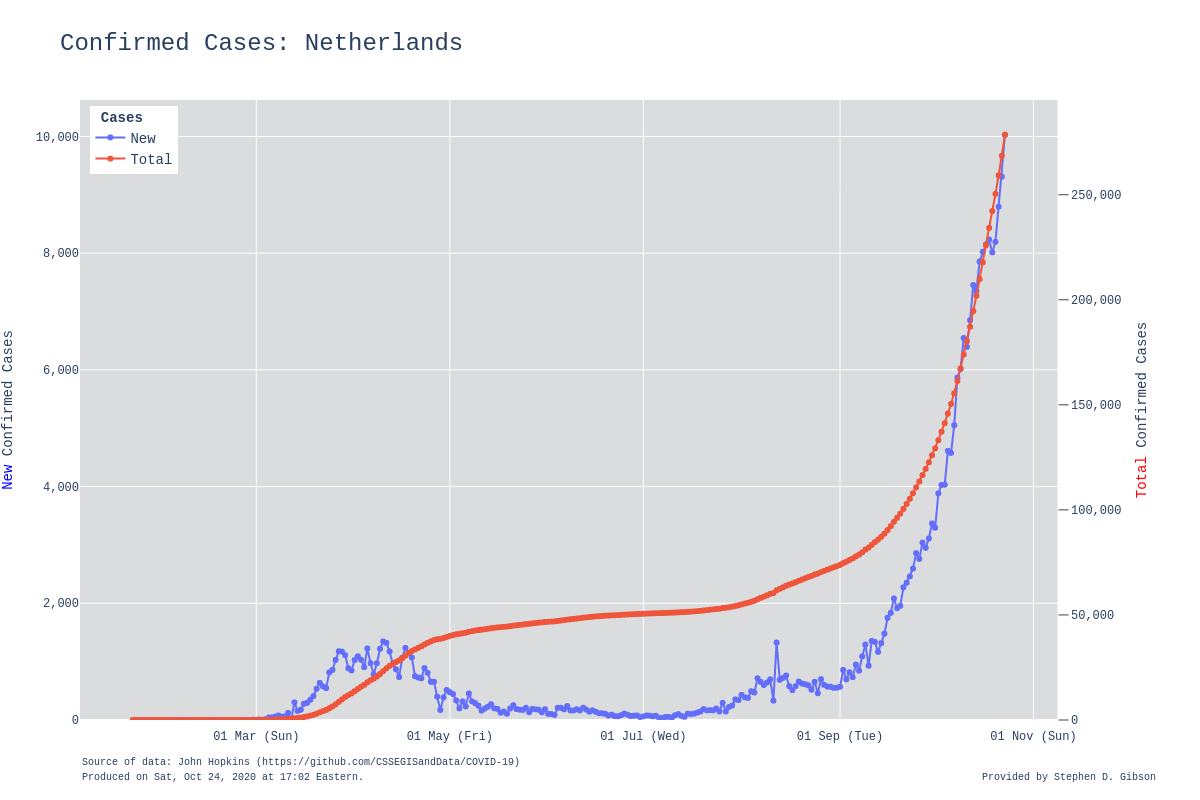 Confirmed Cases: Netherlands
Cases
New
Total
10,000
8,000
6,000
4,000
2,000
0
New Confirmed Cases
250,000
200,000
150,000
100,000
50,000
0
Total Confirmed Cases
01 Mar (Sun) 01 May (Fri) 01 Jul (Wed) 01 Sep (Tue) 01 Nov (Sun)
Source of data: John Hopkins (https://github.com/CSSEGISandData/COVID-19)
Produced on Sat, Oct 24, 2020 at 17:02 Eastern.
Provided by Stephen D. Gibson